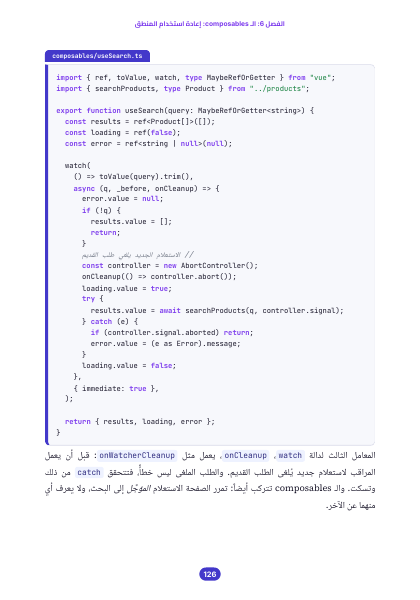 الفصل 6: الـ composables: إعادة استخدام المنطق
composables/useSearch.ts
import { ref, toValue, watch, type MaybeRefOrGetter } from "vue";
import { searchProducts, type Product } from "../products";
export function useSearch(query: MaybeRefOrGetter<string>) {
  const results = ref<Product[]>([]);
  const loading = ref(false);
  const error = ref<string | null>(null);
  watch(
    () => toValue(query).trim(),
    async (q, _before, onCleanup) => {
      error.value = null;
      if (!q) {
        results.value = [];
        return;
      }
      // الاستعلام الجديد يلغي طلب القديم
      const controller = new AbortController();
      onCleanup(() => controller.abort());
      loading.value = true;
      try {
        results.value = await searchProducts(q, controller.signal);
      } catch (e) {
        if (controller.signal.aborted) return;
        error.value = (e as Error).message;
      }
      loading.value = false;
    },
    { immediate: true },
  );
  return { results, loading, error };
}
المعامل الثالث لدالة watch، onCleanup، يعمل مثل onWatcherCleanup: قبل أن يعمل
المراقب لاستعلام جديد يُلغى الطلب القديم. والطلب الملغى ليس خطأً، فتتحقق catch من ذلك
وتسكت. والـ composables تتركب أيضاً: تمرر الصفحة الاستعلام المؤجَّل إلى البحث، ولا يعرف أي
منهما عن الآخر.
126